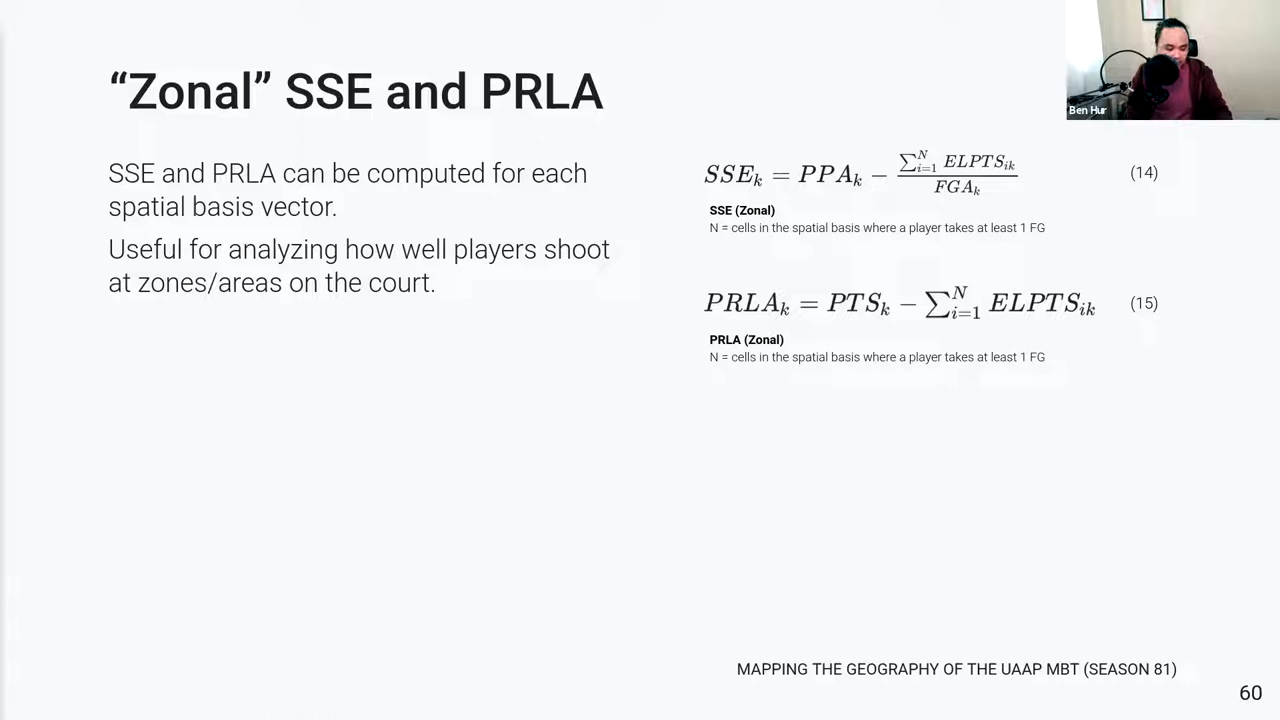 “Zonal” SSE and PRLA
SSE and PRLA can be computed for each
spatial basis vector.
Useful for analyzing how well players shoot
at zones/areas on the court.
$SSE_k = PPA_k - \frac{\sum_{i=1}^{N} ELPTS_{ik}}{FGA_k}$ (14)
SSE (Zonal)
N = cells in the spatial basis where a player takes at least 1 FG
$PRLA_k = PTS_k - \sum_{i=1}^{N} ELPTS_{ik}$ (15)
PRLA (Zonal)
N = cells in the spatial basis where a player takes at least 1 FG
MAPPING THE GEOGRAPHY OF THE UAAP MBT (SEASON 81)
60
Ben Hur